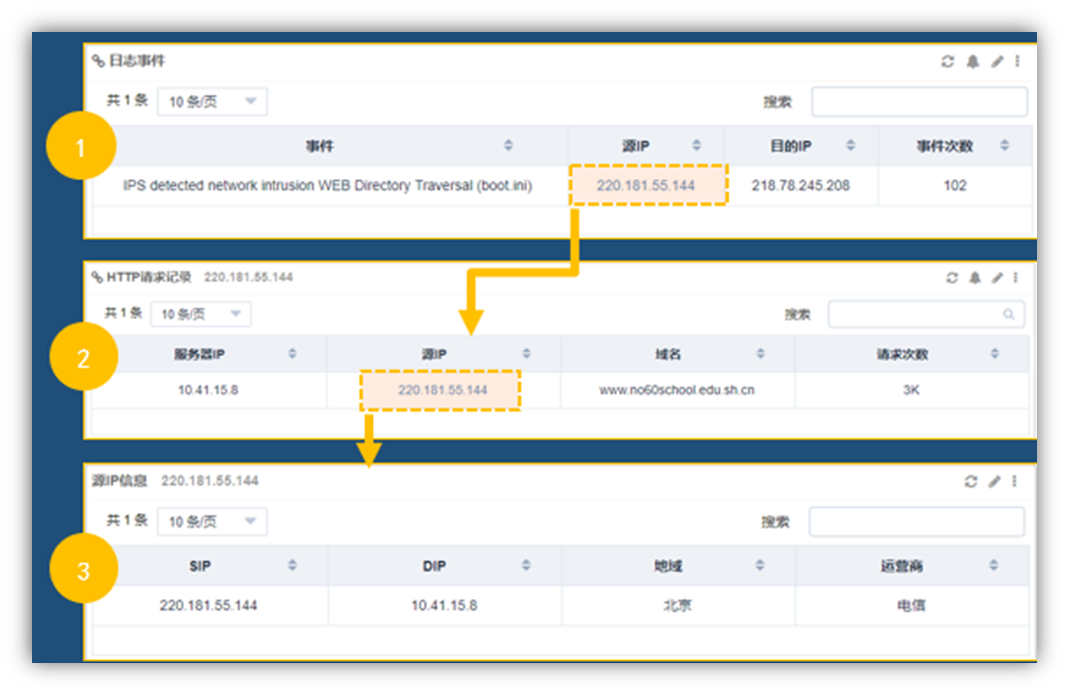 日志事件
共 1 条 10 条/页 搜索
1
事件 源IP 目的IP 事件次数
IPS detected network intrusion WEB Directory Traversal (boot.ini) 220.181.55.144 218.78.245.208 102
HTTP请求记录 220.181.55.144
共 1 条 10 条/页 搜索
2
服务器IP 源IP 域名 请求次数
10.41.15.8 220.181.55.144 www.no60school.edu.sh.cn 3K
源IP信息 220.181.55.144
共 1 条 10 条/页 搜索
3
SIP DIP 地域 运营商
220.181.55.144 10.41.15.8 北京 电信